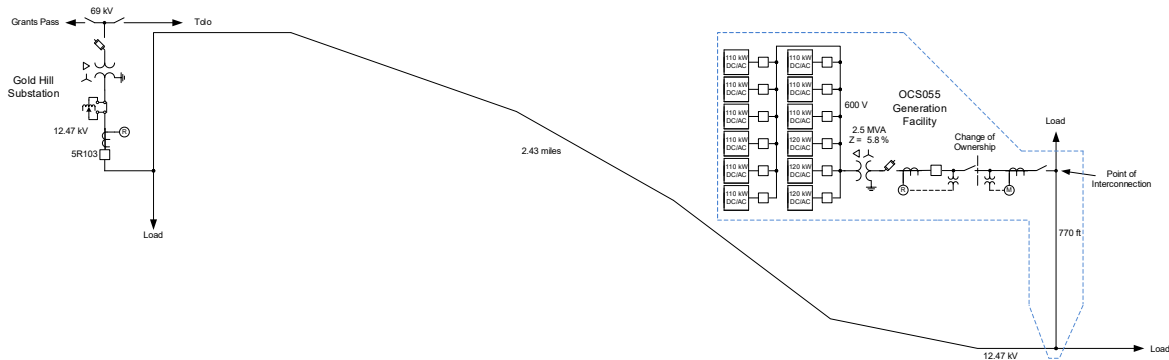 69 kV
Grants Pass
Tolo
Gold Hill
Substation
12.47 kV
R
5R103
Load
2.43 miles
110 kW
DC/AC
110 kW
DC/AC
110 kW
DC/AC
110 kW
DC/AC
110 kW
DC/AC
110 kW
DC/AC
110 kW
DC/AC
110 kW
DC/AC
110 kW
DC/AC
120 kW
DC/AC
120 kW
DC/AC
120 kW
DC/AC
600 V
OCS055
Generation
Facility
2.5 MVA
Z = 5.8 %
Change of
Ownership
R
M
Load
Point of
Interconnection
770 ft
12.47 kV
Load